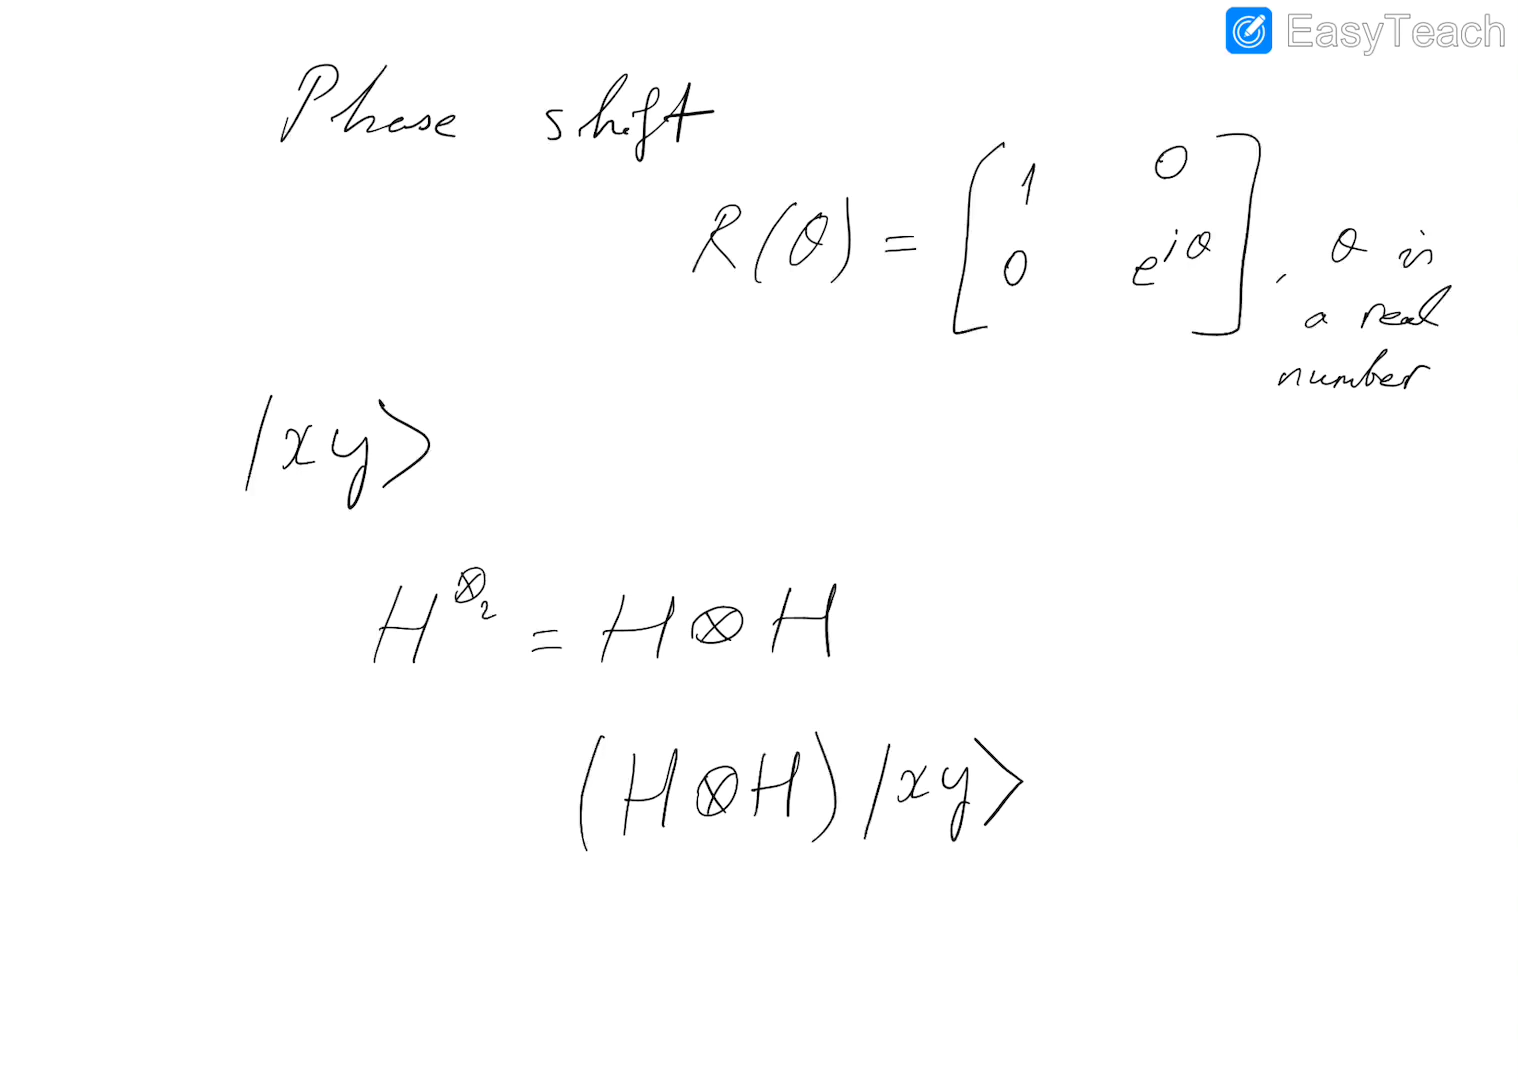 EasyTeach
Phase shift
R(θ) = [ 1 0
0 e^{iθ} ], θ is
a real
number
|xy>
H^{⊗2} = H ⊗ H
(H ⊗ H) |xy>